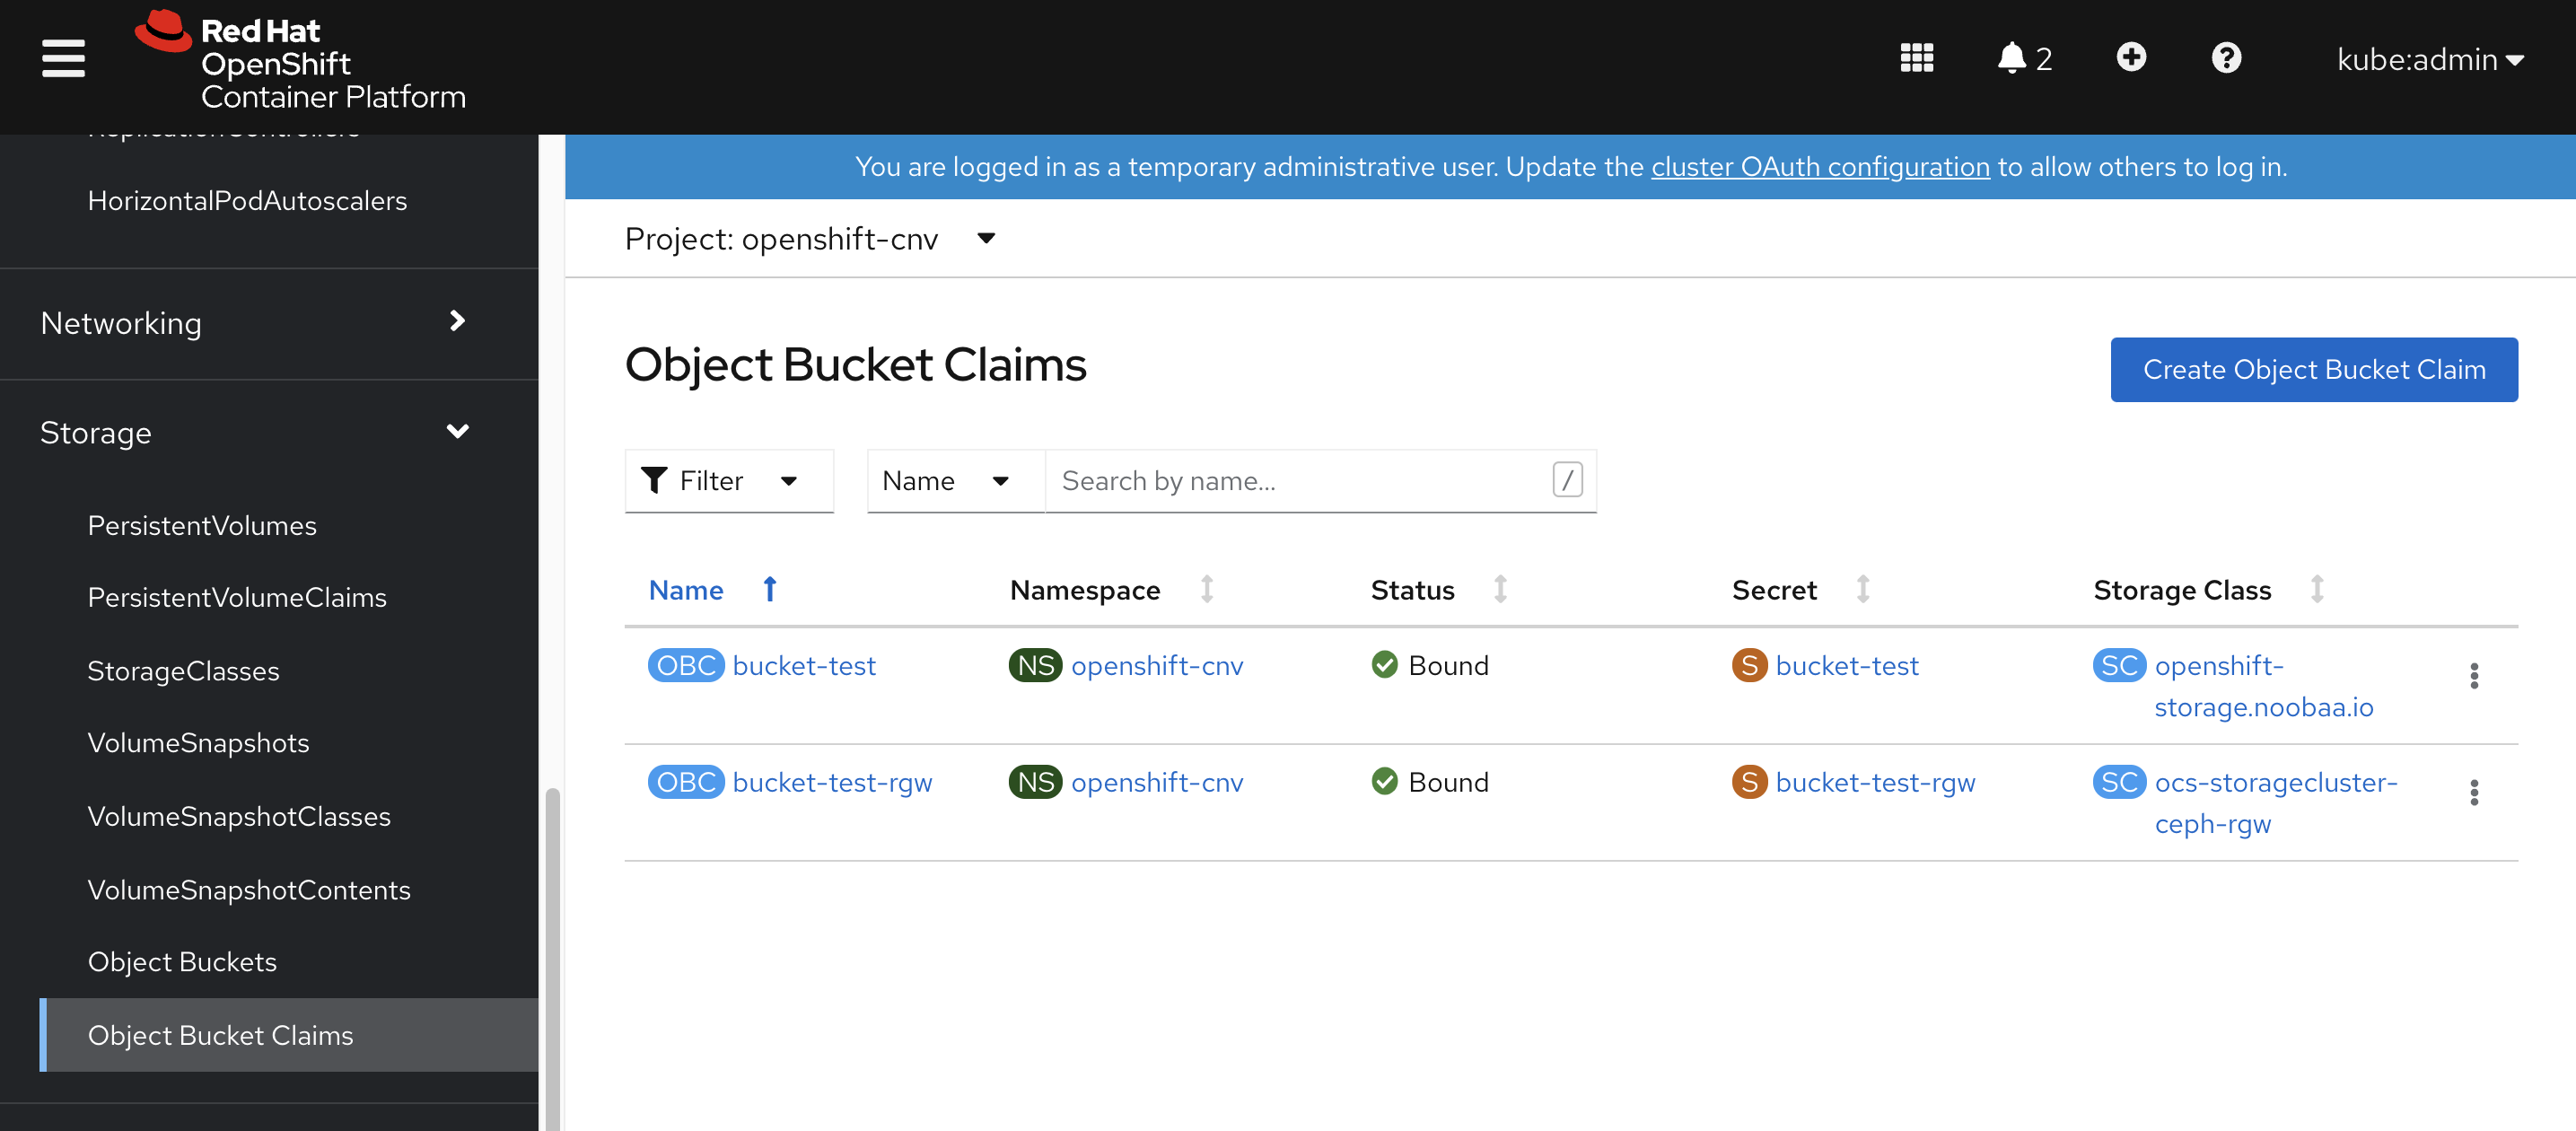 Red Hat
OpenShift
Container Platform
2
kube:admin
ReplicationControllers
HorizontalPodAutoscalers
Networking
Storage
PersistentVolumes
PersistentVolumeClaims
StorageClasses
VolumeSnapshots
VolumeSnapshotClasses
VolumeSnapshotContents
Object Buckets
Object Bucket Claims
You are logged in as a temporary administrative user. Update the cluster OAuth configuration to allow others to log in.
Project: openshift-cnv
Object Bucket Claims
Create Object Bucket Claim
Filter Name Search by name... /
Name Namespace Status Secret Storage Class
OBC bucket-test NS openshift-cnv Bound S bucket-test SC openshift-
storage.noobaa.io
OBC bucket-test-rgw NS openshift-cnv Bound S bucket-test-rgw SC ocs-storagecluster-
ceph-rgw